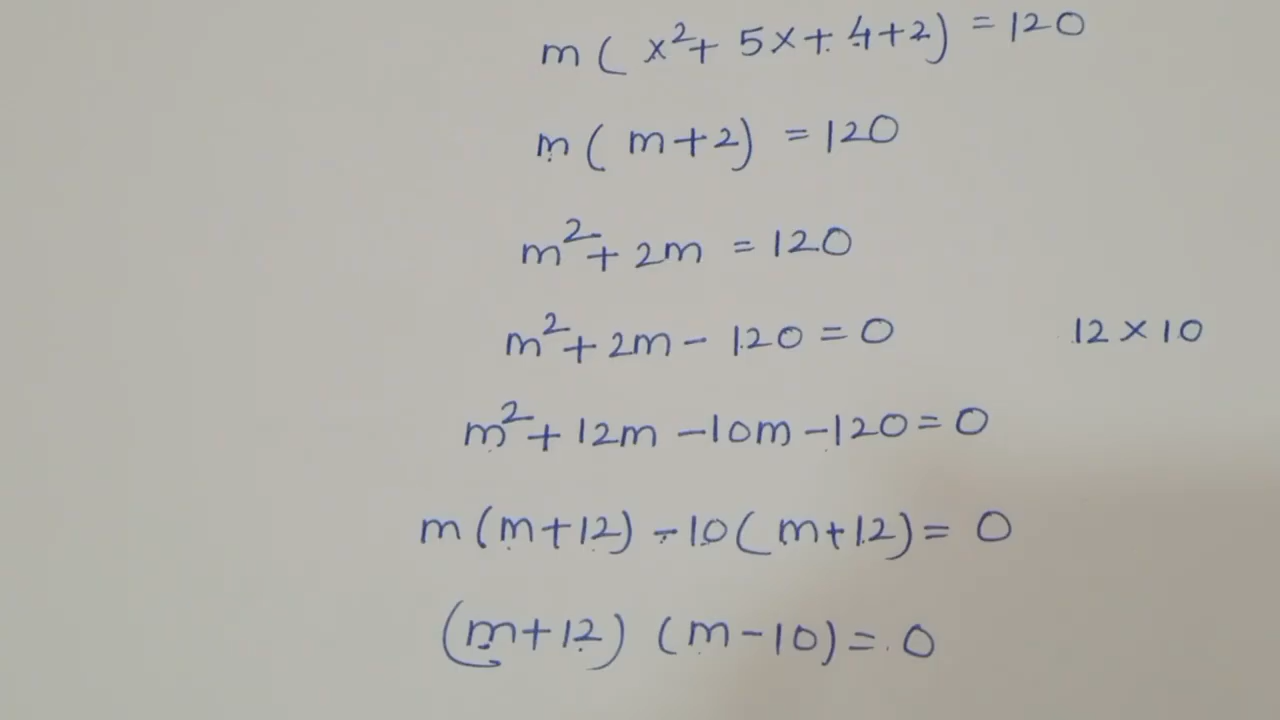 m ( x² + 5x + 4 + 2 ) = 120
m ( m + 2 ) = 120
m² + 2m = 120
m² + 2m - 120 = 0 12 × 10
m² + 12m - 10m - 120 = 0
m ( m + 12 ) - 10 ( m + 12 ) = 0
( m + 12 ) ( m - 10 ) = 0